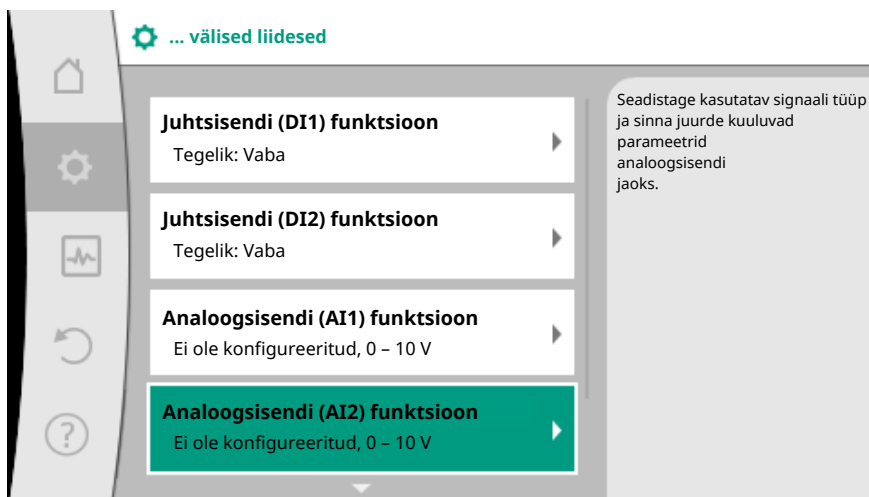 ... välised liidesed
Juhtsisendi (DI1) funktsioon
Tegelik: Vaba
Juhtsisendi (DI2) funktsioon
Tegelik: Vaba
Analoogsisendi (AI1) funktsioon
Ei ole konfigureeritud, 0 – 10 V
Analoogsisendi (AI2) funktsioon
Ei ole konfigureeritud, 0 – 10 V
Seadistage kasutatav signaali tüüp
ja sinna juurde kuuluvad
parameetrid
analoogsisendi
jaoks.
?